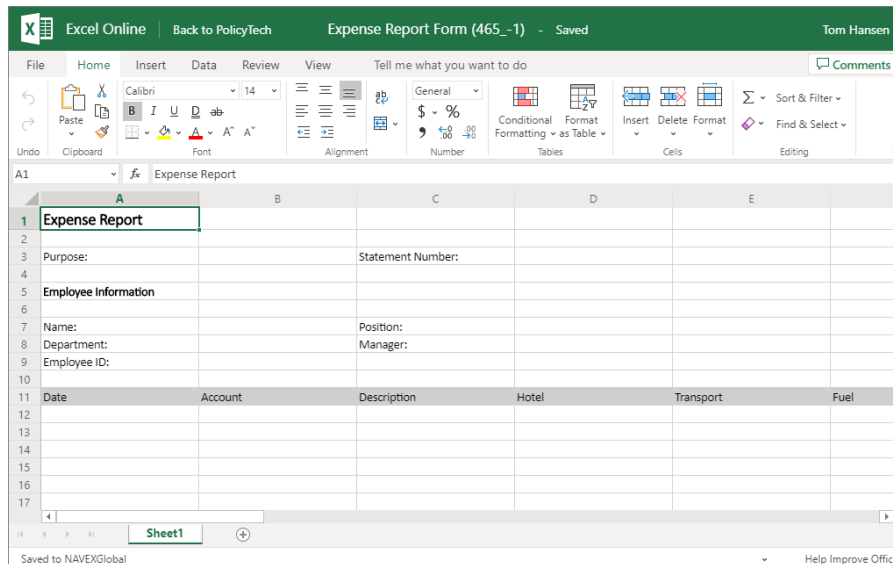 Excel Online Back to PolicyTech Expense Report Form (465_-1) - Saved Tom Hansen
File Home Insert Data Review View Tell me what you want to do Comments
Calibri 14 General
Paste B I U D ab $ % Conditional Format Insert Delete Format Sort & Filter
Formatting as Table Find & Select
Undo Clipboard Font Alignment Number Tables Cells Editing
A1 fx Expense Report
A B C D E
1 Expense Report
2
3 Purpose: Statement Number:
4
5 Employee Information
6
7 Name: Position:
8 Department: Manager:
9 Employee ID:
10
11 Date Account Description Hotel Transport Fuel
12
13
14
15
16
17
Sheet1
Saved to NAVEXGlobal Help Improve Offic